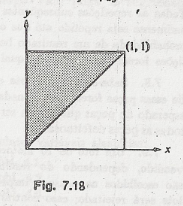 y
(1, 1)
x
Fig. 7.18